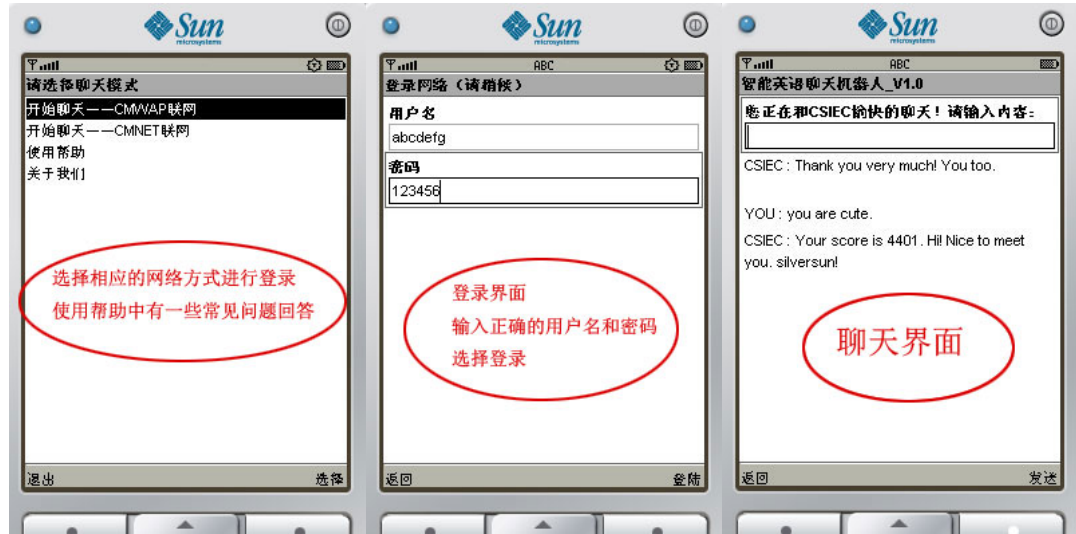 Sun
microsystems
请选择聊天模式
开始聊天——CMWAP联网
开始聊天——CMNET联网
使用帮助
关于我们
选择相应的网络方式进行登录
使用帮助中有一些常见问题回答
退出
选择
Sun
microsystems
ABC
登录网络（请稍候）
用户名
abcdefg
密码
123456
登录界面
输入正确的用户名和密码
选择登录
返回
登陆
Sun
microsystems
ABC
智能英语聊天机器人_V1.0
您正在和CSIEC愉快的聊天！请输入内容：
CSIEC : Thank you very much! You too.
YOU : you are cute.
CSIEC : Your score is 4401. Hi! Nice to meet
you. silversun!
聊天界面
返回
发送